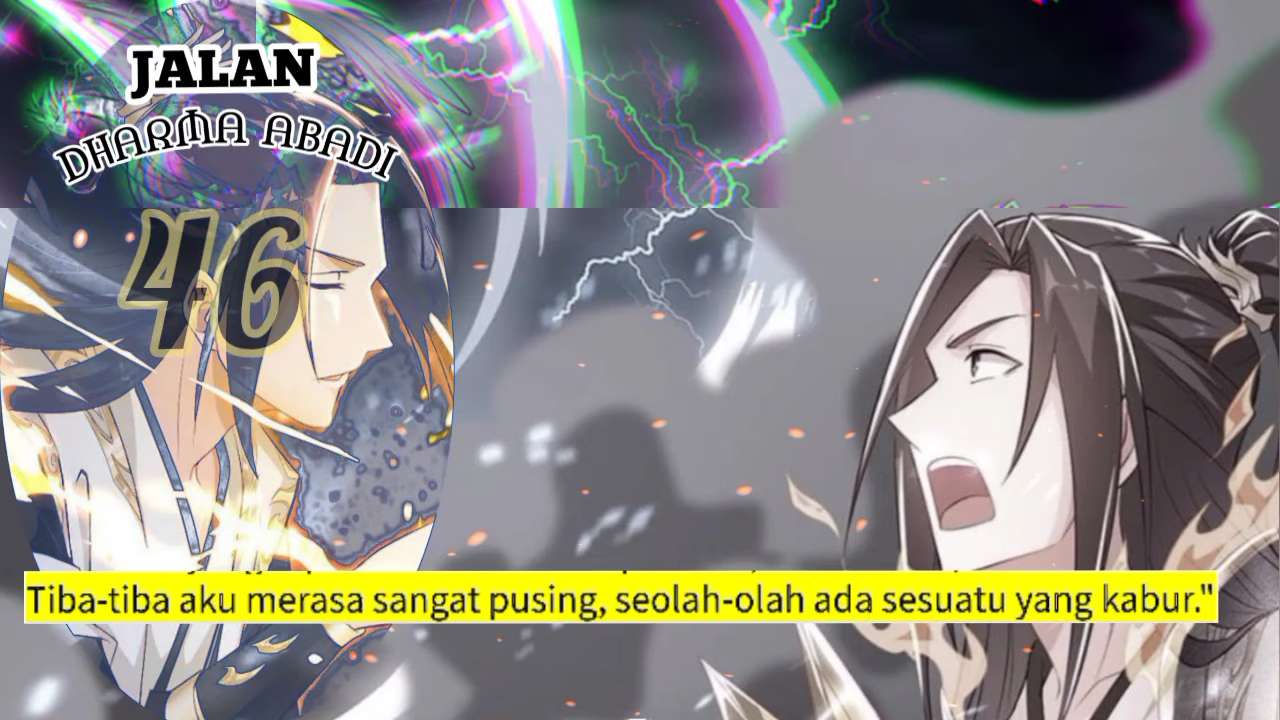 JALAN
DHARMA ABADI
46
Tiba-tiba aku merasa sangat pusing, seolah-olah ada sesuatu yang kabur."